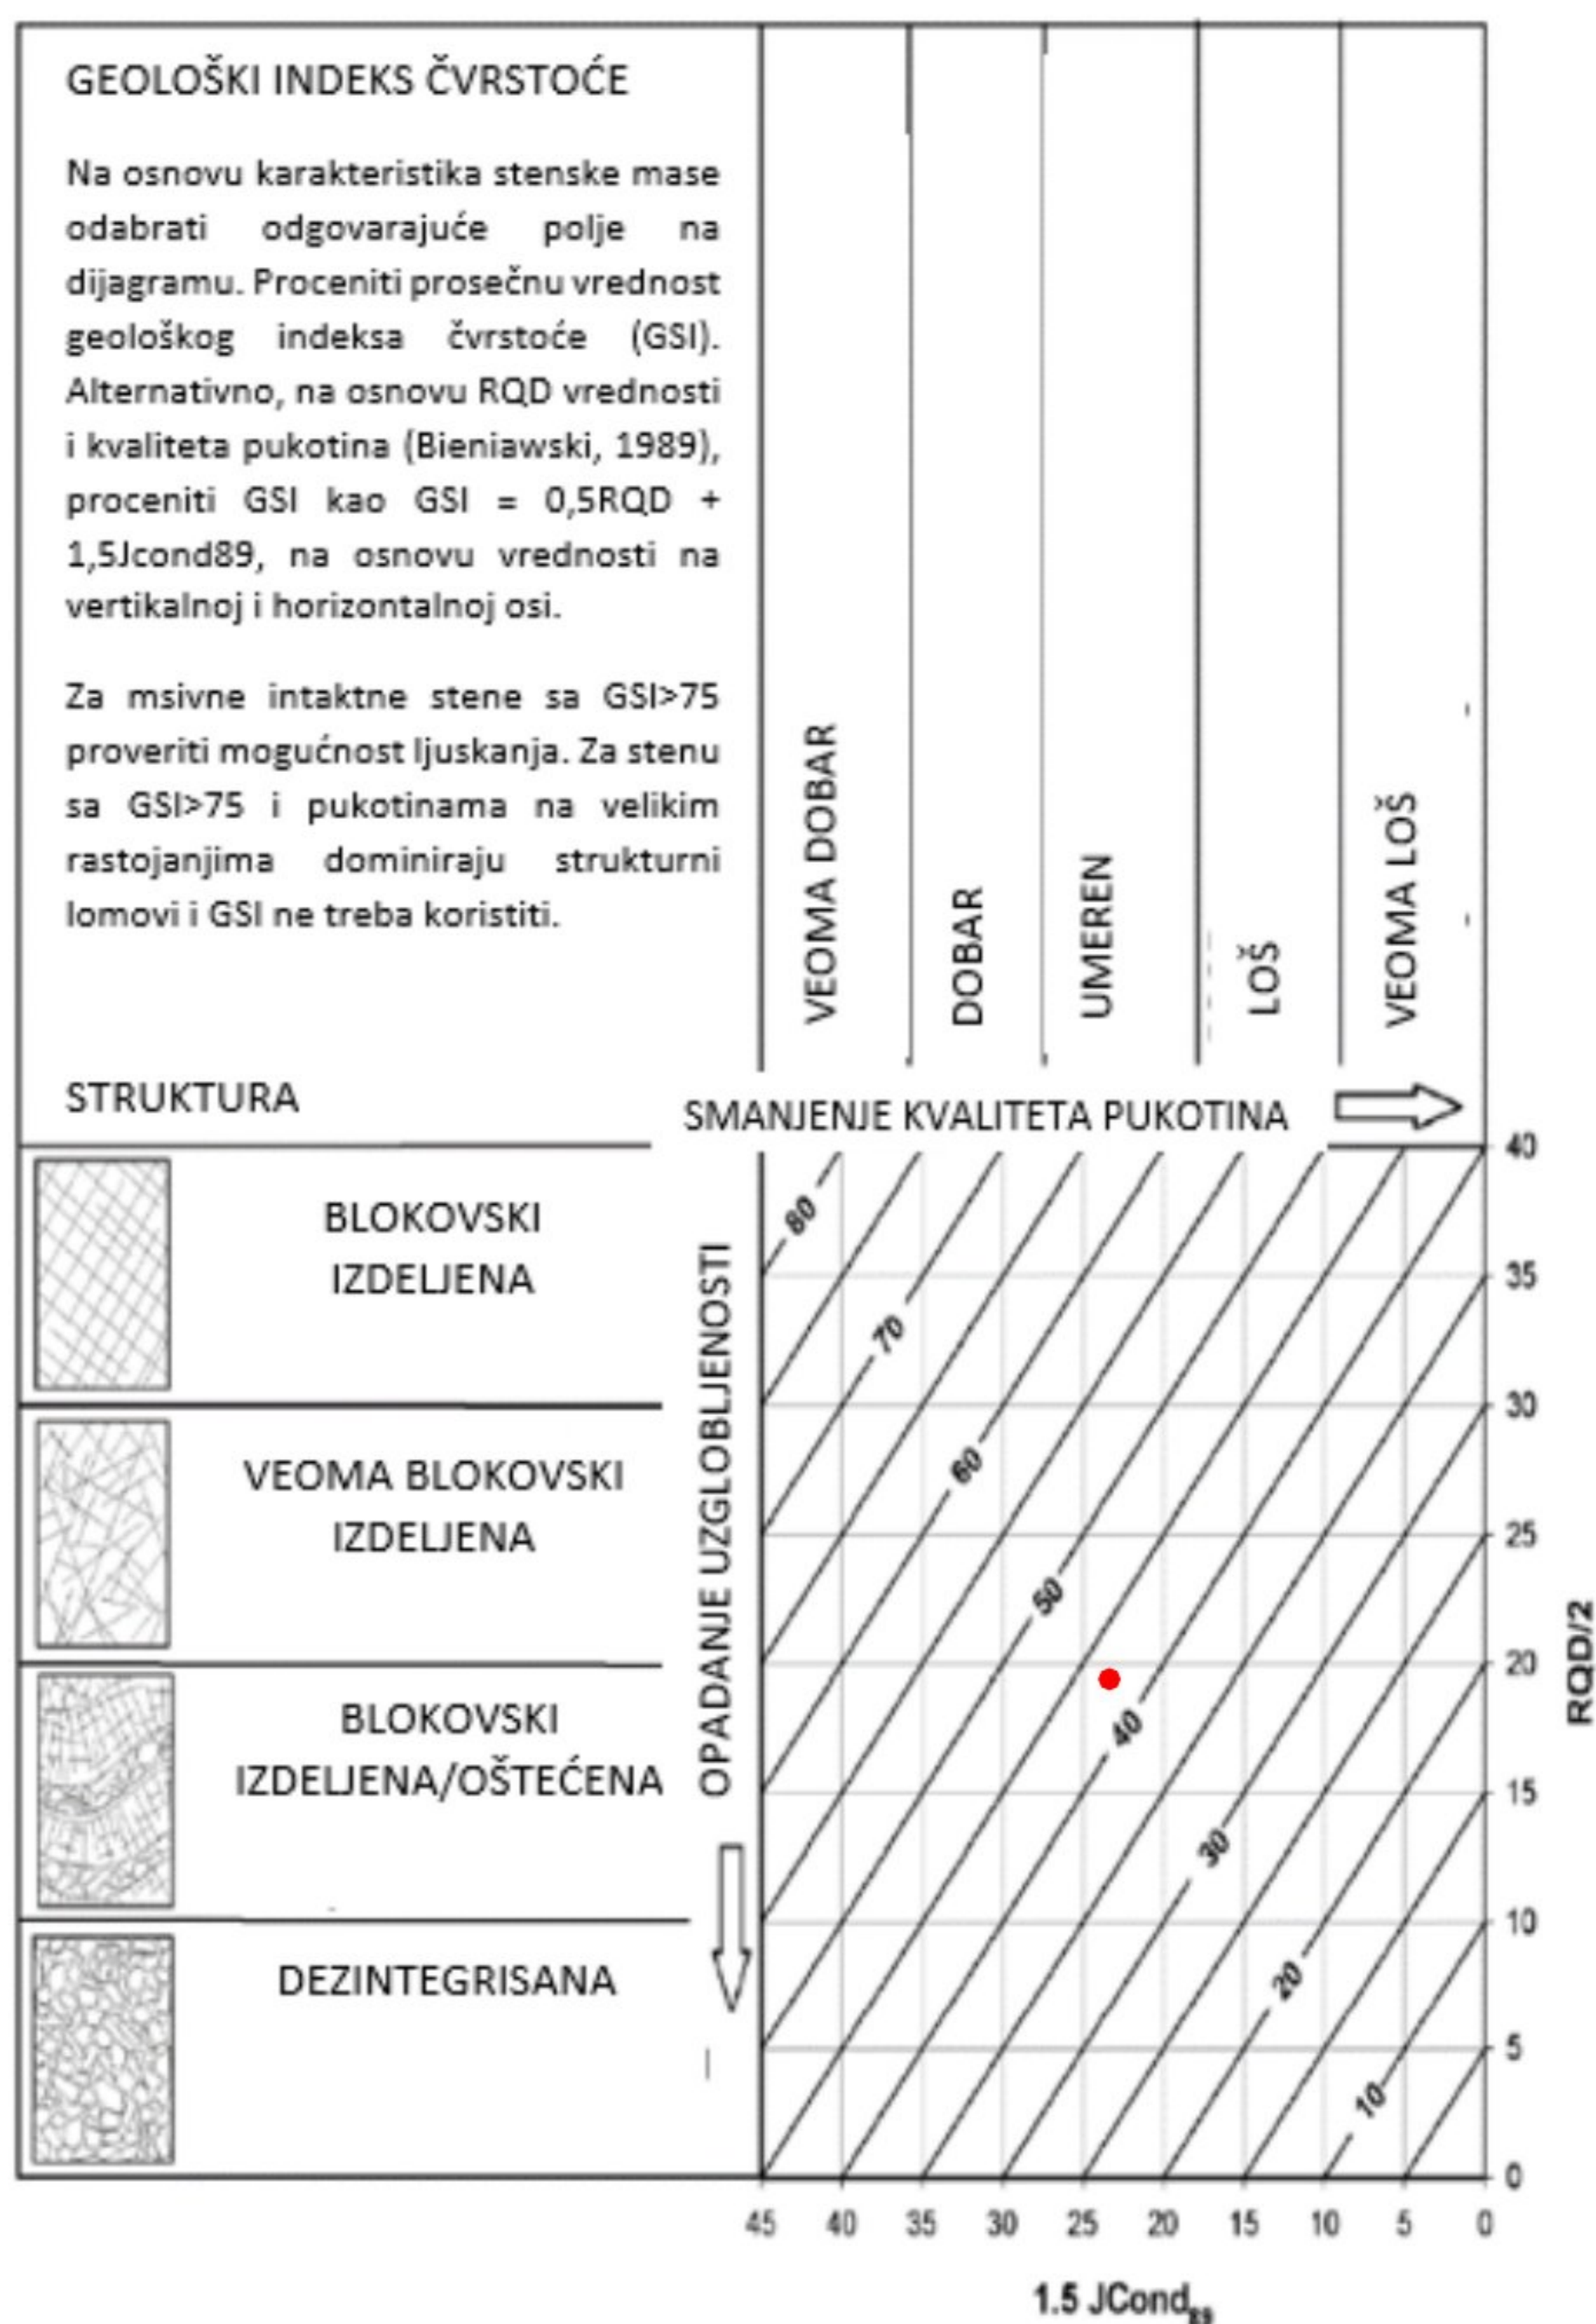 GEOLOŠKI INDEKS ČVRSTOĆE
Na osnovu karakteristika stenske mase
odabrati odgovarajuće polje na
dijagramu. Proceniti prosečnu vrednost
geološkog indeksa čvrstoće (GSI).
Alternativno, na osnovu RQD vrednosti
i kvaliteta pukotina (Bieniawski, 1989),
proceniti GSI kao GSI = 0,5RQD +
1,5Jcond89, na osnovu vrednosti na
vertikalnoj i horizontalnoj osi.
Za msivne intaktne stene sa GSI>75
proveriti mogućnost ljuskanja. Za stenu
sa GSI>75 i pukotinama na velikim
rastojanjima dominiraju strukturni
lomovi i GSI ne treba koristiti.
VEOMA DOBAR
DOBAR
UMEREN
LOŠ
VEOMA LOŠ
STRUKTURA
SMANJENJE KVALITETA PUKOTINA
BLOKOVSKI
IZDELJENA
VEOMA BLOKOVSKI
IZDELJENA
BLOKOVSKI
IZDELJENA/OŠTEĆENA
DEZINTEGRISANA
OPADANJE UZGLOBLJENOSTI
80
70
60
50
40
30
20
10
40
35
30
25
20
15
10
5
0
RQD/2
45 40 35 30 25 20 15 10 5 0
1.5 JCond89